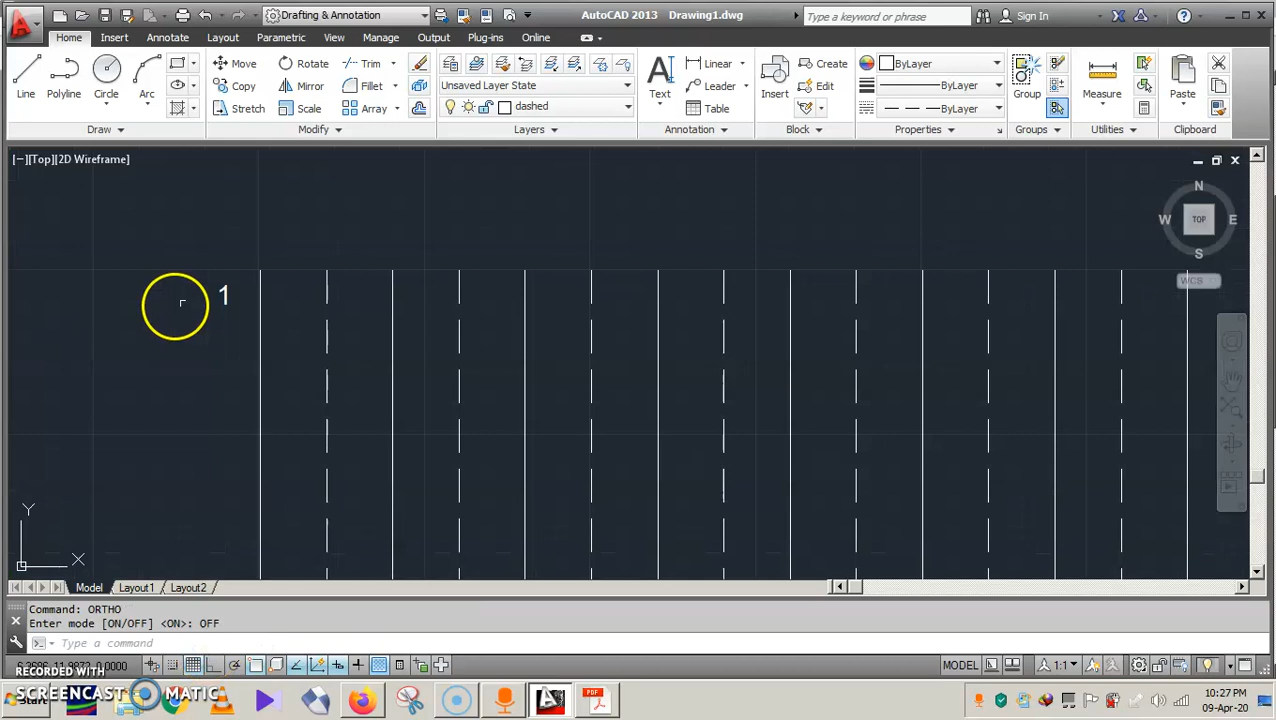 Drafting & Annotation
AutoCAD 2013 Drawing1.dwg
Type a keyword or phrase
Sign In
Home Insert Annotate Layout Parametric View Manage Output Plug-ins Online
Line Polyline Circle Arc
Move Rotate Trim
Copy Mirror Fillet
Stretch Scale Array
Unsaved Layer State
dashed
A
Text
Linear
Leader
Table
Insert
Create
Edit
ByLayer
ByLayer
ByLayer
Group
Measure
Paste
Draw Modify Layers Annotation Block Properties Groups Utilities Clipboard
[−][Top][2D Wireframe]
N
W TOP E
S
WCS
1
Y
X
Model Layout1 Layout2
Command: ORTHO
Enter mode [ON/OFF] <ON>: OFF
Type a command
MODEL
1:1
RECORDED WITH
SCREENCAST MATIC
PDF
10:27 PM
09-Apr-20